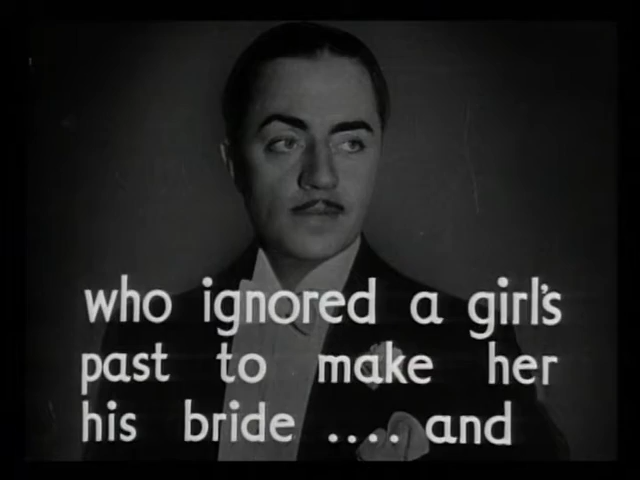 who ignored a girl's
past to make her
his bride .... and